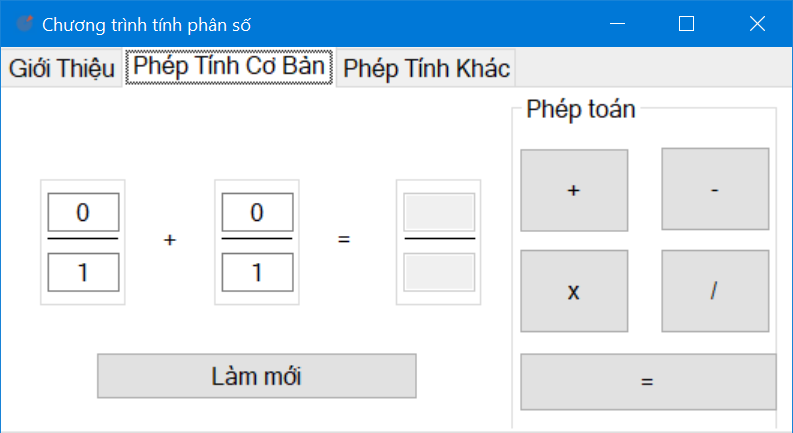 Chương trình tính phân số
Giới Thiệu Phép Tính Cơ Bản Phép Tính Khác
Phép toán
+ -
0 0
+ =
1 1
x /
Làm mới
=